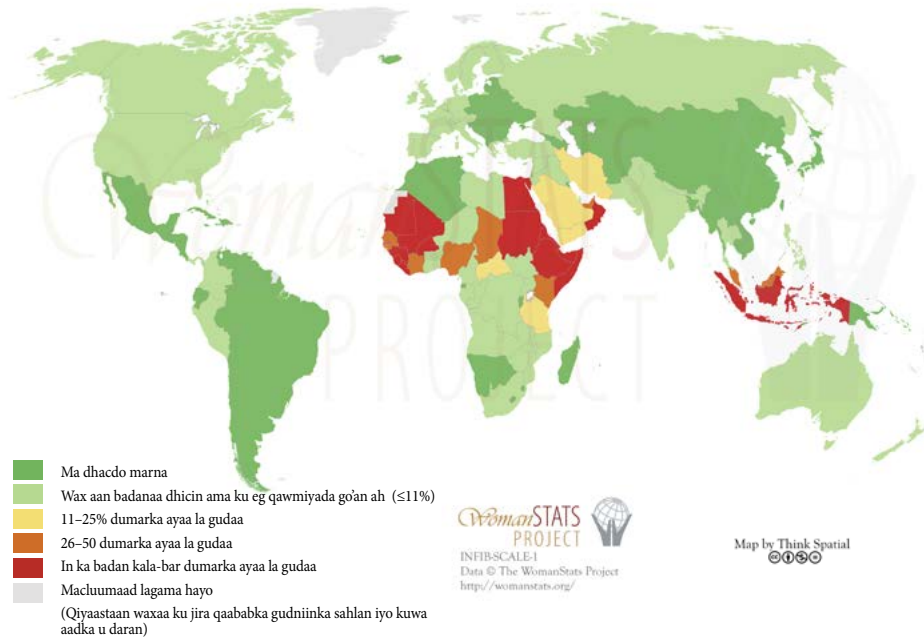 WomanSTATS
PROJECT
Ma dhacdo marna
Wax aan badanaa dhicin ama ku eg qawmiyada go'an ah (≤11%)
11–25% dumarka ayaa la gudaa
26–50 dumarka ayaa la gudaa
In ka badan kala-bar dumarka ayaa la gudaa
Macluumaad lagama hayo
(Qiyaastaan waxaa ku jira qaababka gudniinka sahlan iyo kuwa
aadka u daran)
WomanSTATS
PROJECT
INFIB-SCALE-1
Data © The WomanStats Project
http://womanstats.org/
Map by Think Spatial